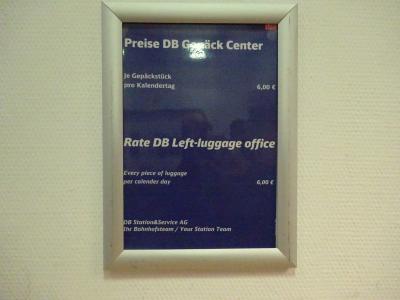 Preise DB Gepäck Center
Je Gepäckstück
pro Kalendertag 6,00 €
Rate DB Left-luggage office
Every piece of luggage
per calender day 6,00 €
DB Station&Service AG
Ihr Bahnhofsteam / Your Station Team